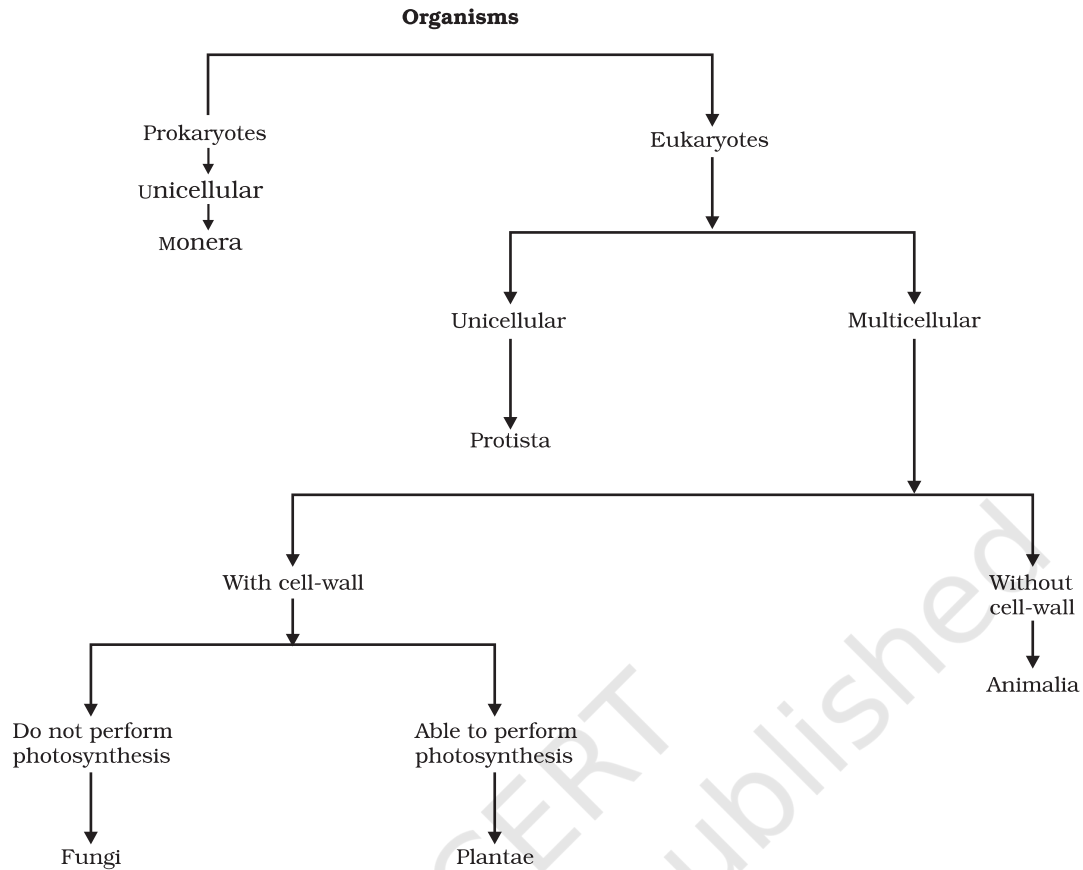 Organisms
Prokaryotes
Eukaryotes
Unicellular
Monera
Unicellular
Multicellular
Protista
With cell-wall
Without
cell-wall
Animalia
Do not perform
photosynthesis
Able to perform
photosynthesis
Fungi
Plantae